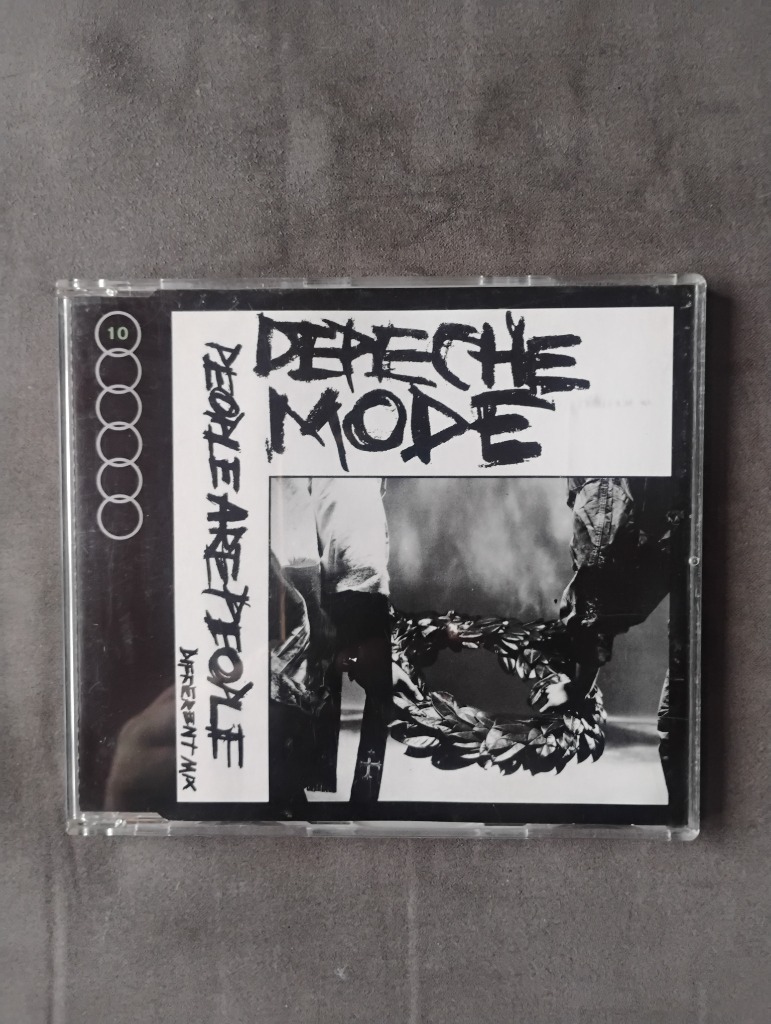 10
DEPECHE
MODE
PEOPLE ARE PEOPLE
DIFFERENT MIX